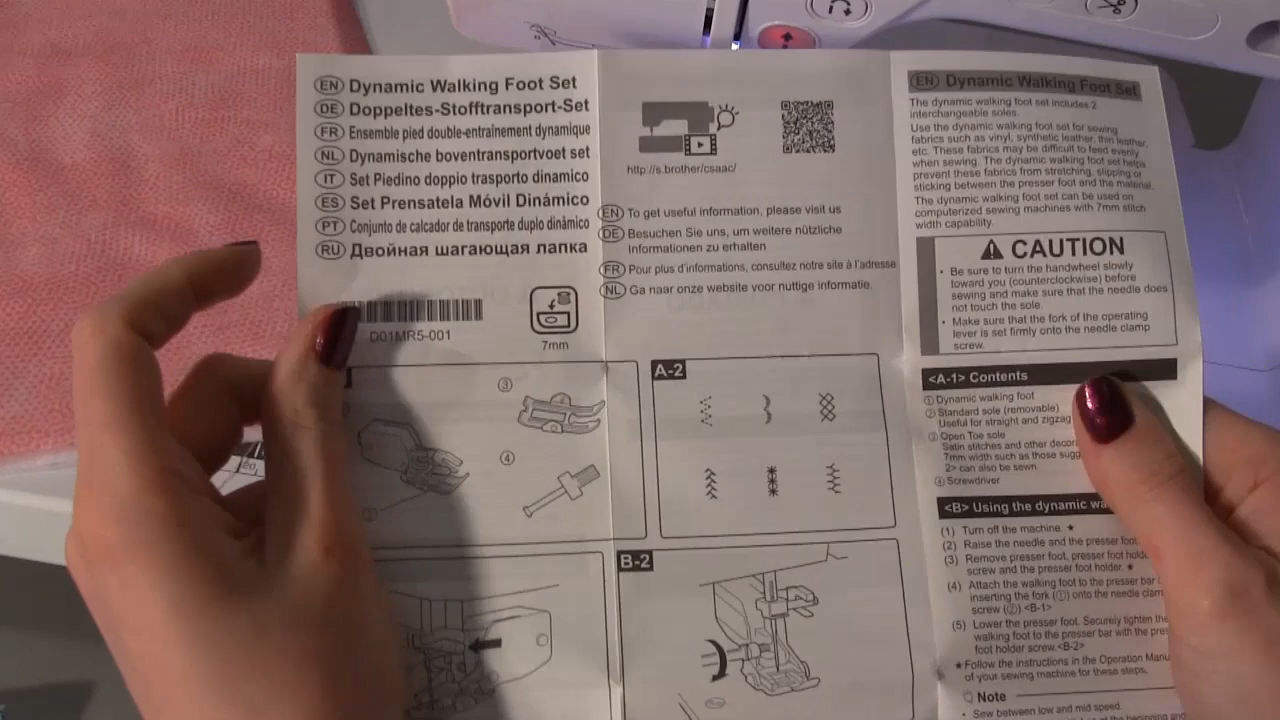 EN Dynamic Walking Foot Set
DE Doppeltes-Stofftransport-Set
FR Ensemble pied double-entraînement dynamique
NL Dynamische boventransportvoet set
IT Set Piedino doppio trasporto dinamico
ES Set Prensatela Móvil Dinámico
PT Conjunto de calcador de transporte duplo dinâmico
RU Двойная шагающая лапка
D01MR5-001
7mm
③
④
http://s.brother/csaac/
EN To get useful information, please visit us
DE Besuchen Sie uns, um weitere nützliche
Informationen zu erhalten
FR Pour plus d'informations, consultez notre site à l'adresse
NL Ga naar onze website voor nuttige informatie.
A-2
B-2
EN Dynamic Walking Foot Set
The dynamic walking foot set includes 2
interchangeable soles.
Use the dynamic walking foot set for sewing
fabrics such as vinyl, synthetic leather, thin leather,
etc. These fabrics may be difficult to feed evenly
when sewing. The dynamic walking foot set helps
prevent these fabrics from stretching, slipping or
sticking between the presser foot and the material.
The dynamic walking foot set can be used on
computerized sewing machines with 7mm stitch
width capability.
CAUTION
• Be sure to turn the handwheel slowly
toward you (counterclockwise) before
sewing and make sure that the needle does
not touch the sole.
• Make sure that the fork of the operating
lever is set firmly onto the needle clamp
screw.
<A-1> Contents
① Dynamic walking foot
② Standard sole (removable)
Useful for straight and zigzag
③ Open Toe sole
Satin stitches and other
7mm width such as those
2> can also be sewn
④ Screwdriver
<B> Using the dynamic
(1) Turn off the machine. ★
(2) Raise the needle and the presser
(3) Remove presser foot, presser foot
screw and the presser foot holder. ★
(4) Attach the walking foot to the presser bar
inserting the fork (①) onto the needle
screw (②).<B-1>
(5) Lower the presser foot. Securely tighten
walking foot to the presser bar with the
foot holder screw.<B-2>
★Follow the instructions in the Operation
of your sewing machine for these steps.
Note
• Sew between low and mid speed.